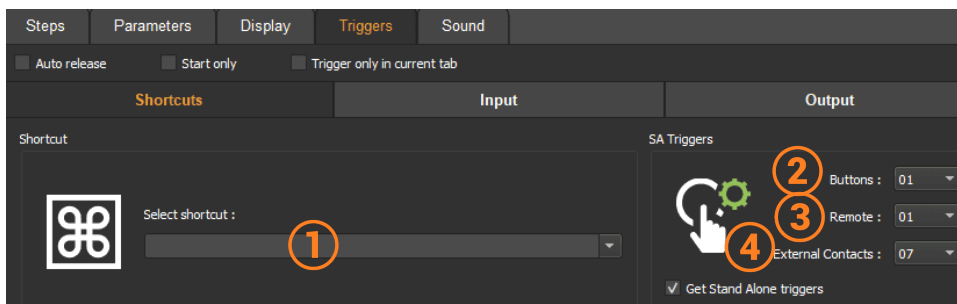 Steps Parameters Display Triggers Sound
Auto release Start only Trigger only in current tab
Shortcuts Input Output
Shortcut SA Triggers
2 Buttons : 01
Select shortcut : 3 Remote : 01
1 4 External Contacts : 07
Get Stand Alone triggers